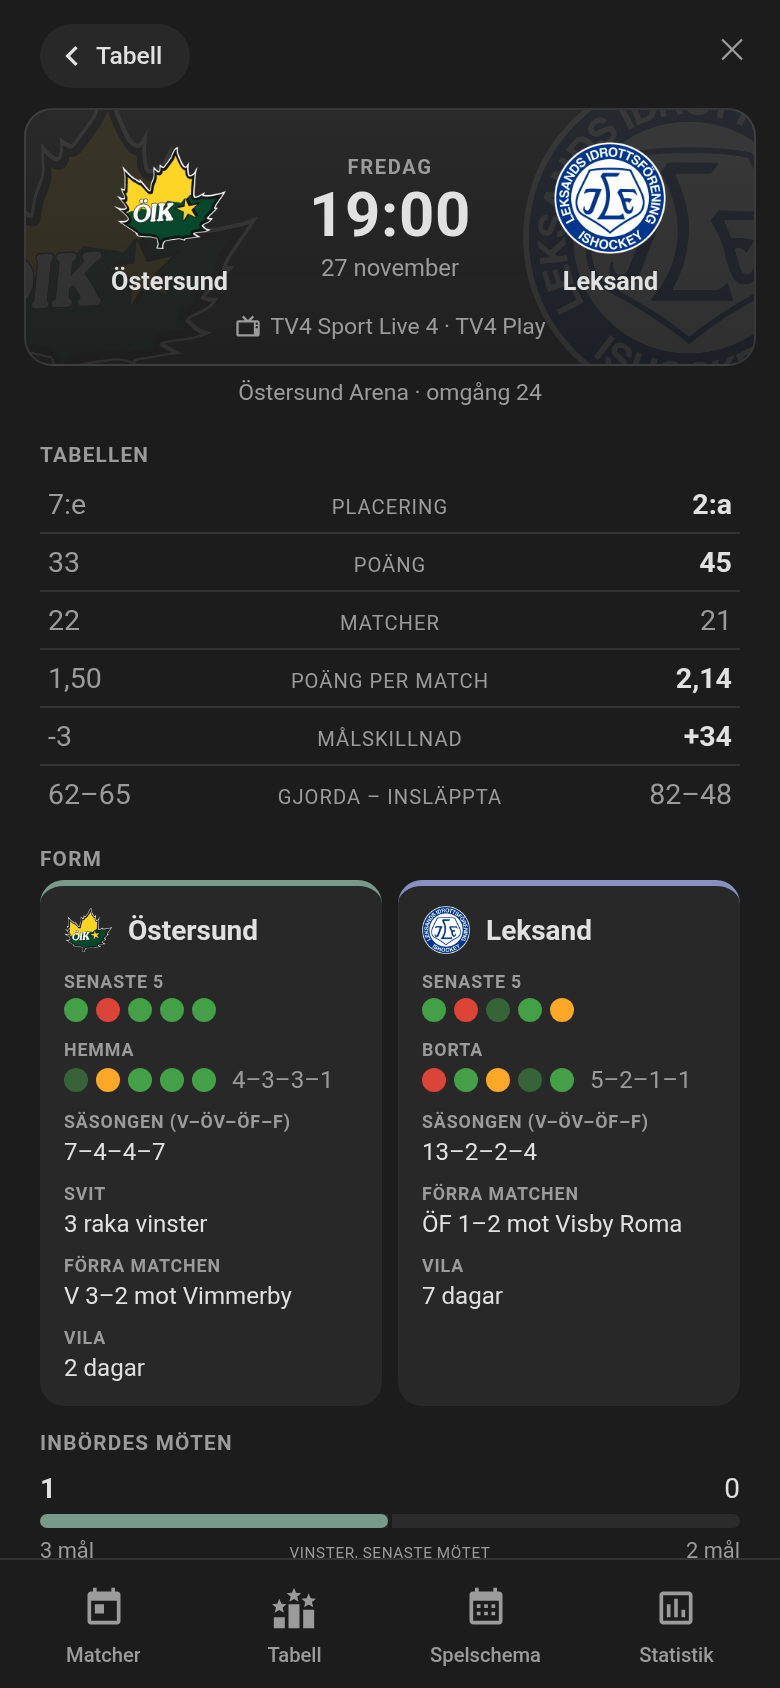 Tabell
FREDAG
19:00
27 november
ÖIK
LEKSANDS IDROTTSFÖRENING
ISHOCKEY
Östersund
Leksand
TV4 Sport Live 4 · TV4 Play
Östersund Arena · omgång 24
TABELLEN
7:e PLACERING 2:a
33 POÄNG 45
22 MATCHER 21
1,50 POÄNG PER MATCH 2,14
-3 MÅLSKILLNAD +34
62–65 GJORDA – INSLÄPPTA 82–48
FORM
Östersund
SENASTE 5
HEMMA
4–3–3–1
SÄSONGEN (V–ÖV–ÖF–F)
7–4–4–7
SVIT
3 raka vinster
FÖRRA MATCHEN
V 3–2 mot Vimmerby
VILA
2 dagar
Leksand
SENASTE 5
BORTA
5–2–1–1
SÄSONGEN (V–ÖV–ÖF–F)
13–2–2–4
FÖRRA MATCHEN
ÖF 1–2 mot Visby Roma
VILA
7 dagar
INBÖRDES MÖTEN
1 0
3 mål VINSTER, SENASTE MÖTET 2 mål
Matcher Tabell Spelschema Statistik